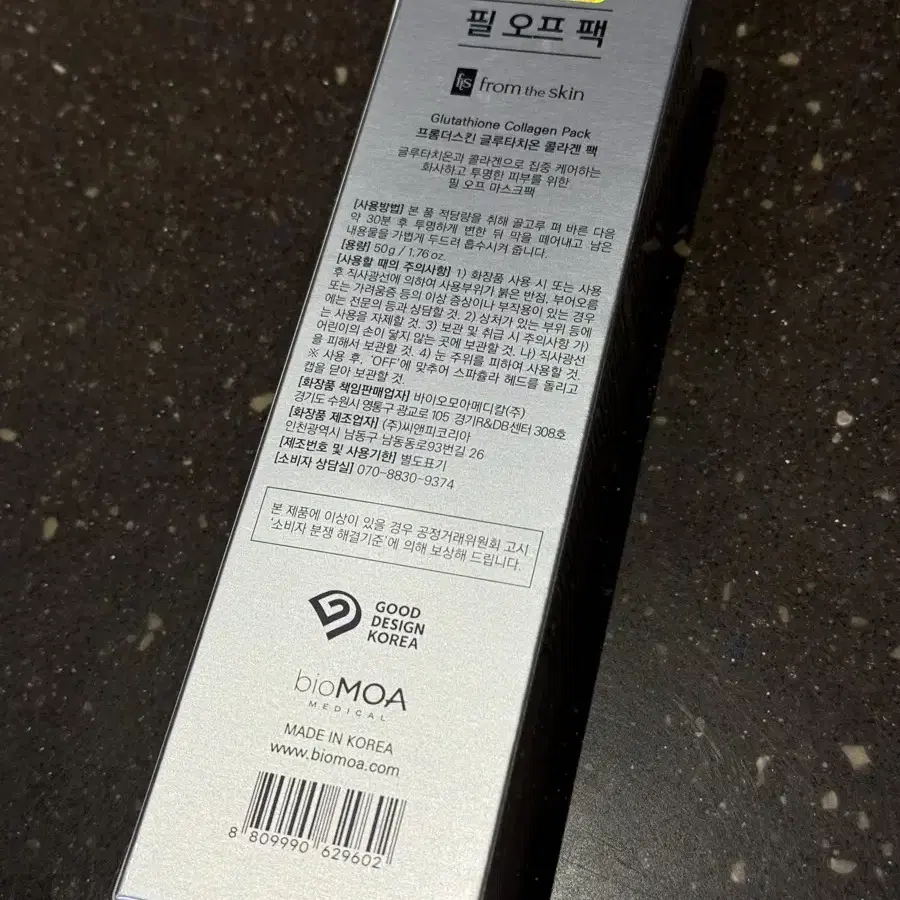 필 오프 팩
fts from the skin
Glutathione Collagen Pack
프롬더스킨 글루타치온 콜라겐 팩
글루타치온과 콜라겐으로 집중 케어하는
화사하고 투명한 피부를 위한
필 오프 마스크팩
[사용방법] 본 품 적당량을 취해 골고루 펴 바른 다음
약 30분 후 투명하게 변한 뒤 막을 떼어내고 남은
내용물을 가볍게 두드려 흡수시켜 줍니다.
[용량] 50g / 1.76 oz.
[사용할 때의 주의사항] 1) 화장품 사용 시 또는 사용
후 직사광선에 의하여 사용부위가 붉은 반점, 부어오름
또는 가려움증 등의 이상 증상이나 부작용이 있는 경우
에는 전문의 등과 상담할 것. 2) 상처가 있는 부위 등에
는 사용을 자제할 것. 3) 보관 및 취급 시 주의사항 가)
어린이의 손이 닿지 않는 곳에 보관할 것. 나) 직사광선
을 피해서 보관할 것. 4) 눈 주위를 피하여 사용할 것.
※ 사용 후, 'OFF'에 맞추어 스파츌라 헤드를 돌리고
캡을 닫아 보관할 것.
[화장품 책임판매업자] 바이오모아메디칼(주)
경기도 수원시 영통구 광교로 105 경기R&DB센터 308호
[화장품 제조업자] (주)씨앤피코리아
인천광역시 남동구 남동동로93번길 26
[제조번호 및 사용기한] 별도표기
[소비자 상담실] 070-8830-9374
본 제품에 이상이 있을 경우 공정거래위원회 고시
'소비자 분쟁 해결기준'에 의해 보상해 드립니다.
GOOD
DESIGN
KOREA
bioMOA
MEDICAL
MADE IN KOREA
www.biomoa.com
8 809990 629602